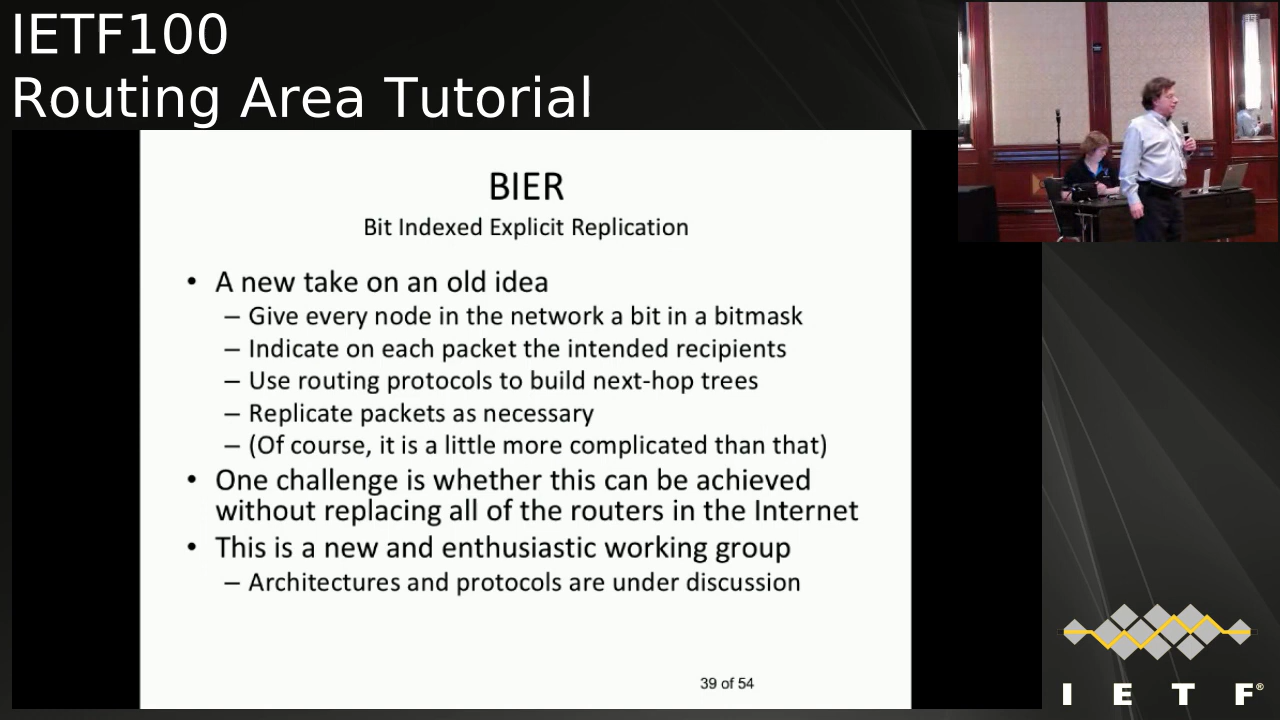 IETF100
Routing Area Tutorial
BIER
Bit Indexed Explicit Replication
• A new take on an old idea
– Give every node in the network a bit in a bitmask
– Indicate on each packet the intended recipients
– Use routing protocols to build next-hop trees
– Replicate packets as necessary
– (Of course, it is a little more complicated than that)
• One challenge is whether this can be achieved
without replacing all of the routers in the Internet
• This is a new and enthusiastic working group
– Architectures and protocols are under discussion
39 of 54
I E T F®